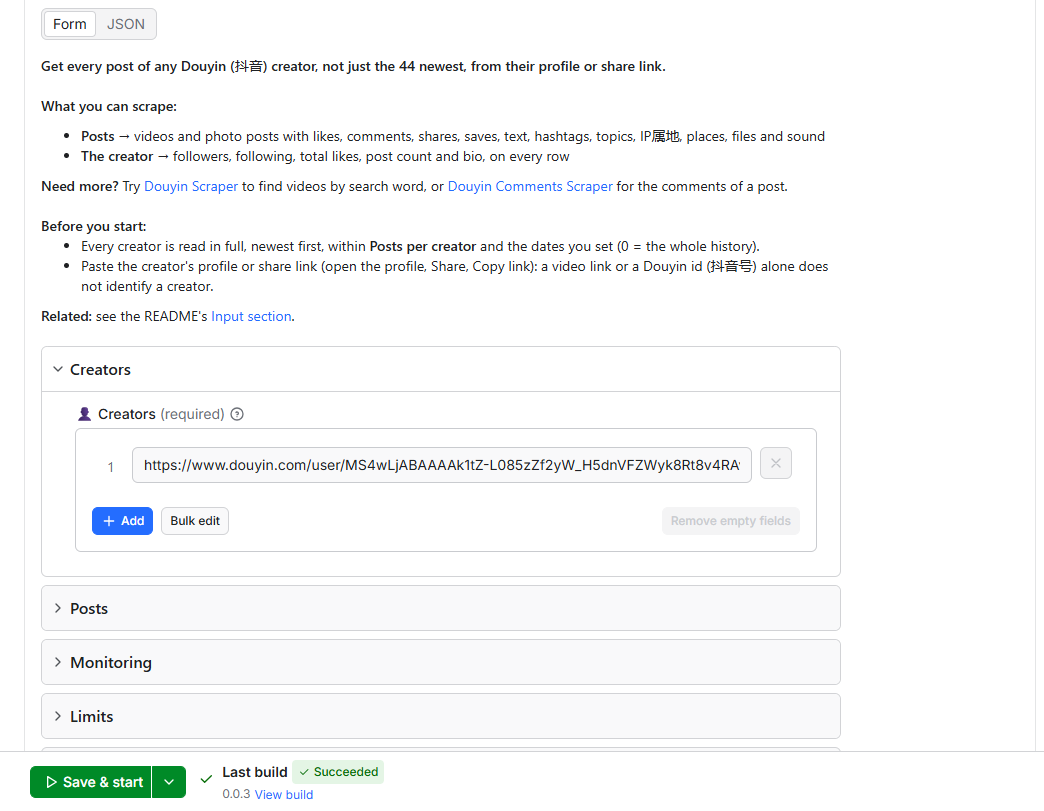 Form JSON
Get every post of any Douyin (抖音) creator, not just the 44 newest, from their profile or share link.
What you can scrape:
Posts → videos and photo posts with likes, comments, shares, saves, text, hashtags, topics, IP属地, places, files and sound
The creator → followers, following, total likes, post count and bio, on every row
Need more? Try Douyin Scraper to find videos by search word, or Douyin Comments Scraper for the comments of a post.
Before you start:
Every creator is read in full, newest first, within Posts per creator and the dates you set (0 = the whole history).
Paste the creator's profile or share link (open the profile, Share, Copy link): a video link or a Douyin id (抖音号) alone does
not identify a creator.
Related: see the README's Input section.
Creators
Creators (required)
1 https://www.douyin.com/user/MS4wLjABAAAAk1tZ-L085zZf2yW_H5dnVFZWyk8Rt8v4RA
+ Add Bulk edit Remove empty fields
Posts
Monitoring
Limits
Save & start
Last build Succeeded
0.0.3 View build